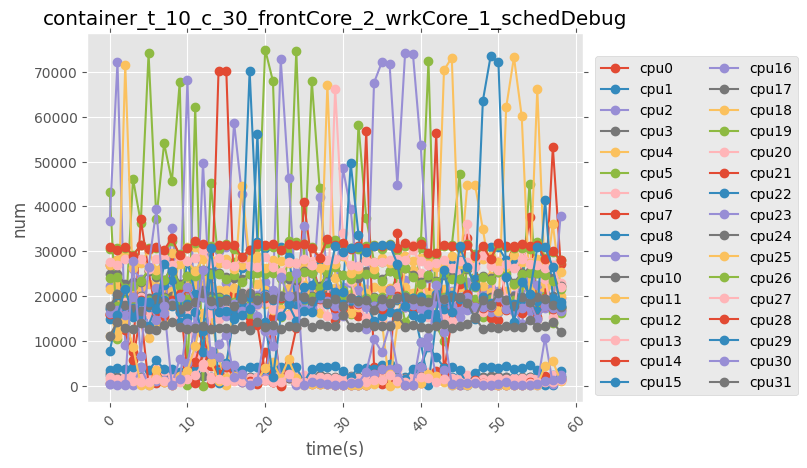 container_t_10_c_30_frontCore_2_wrkCore_1_schedDebug
num
70000
60000
50000
40000
30000
20000
10000
0
0
10
20
30
40
50
60
time(s)
cpu0
cpu1
cpu2
cpu3
cpu4
cpu5
cpu6
cpu7
cpu8
cpu9
cpu10
cpu11
cpu12
cpu13
cpu14
cpu15
cpu16
cpu17
cpu18
cpu19
cpu20
cpu21
cpu22
cpu23
cpu24
cpu25
cpu26
cpu27
cpu28
cpu29
cpu30
cpu31